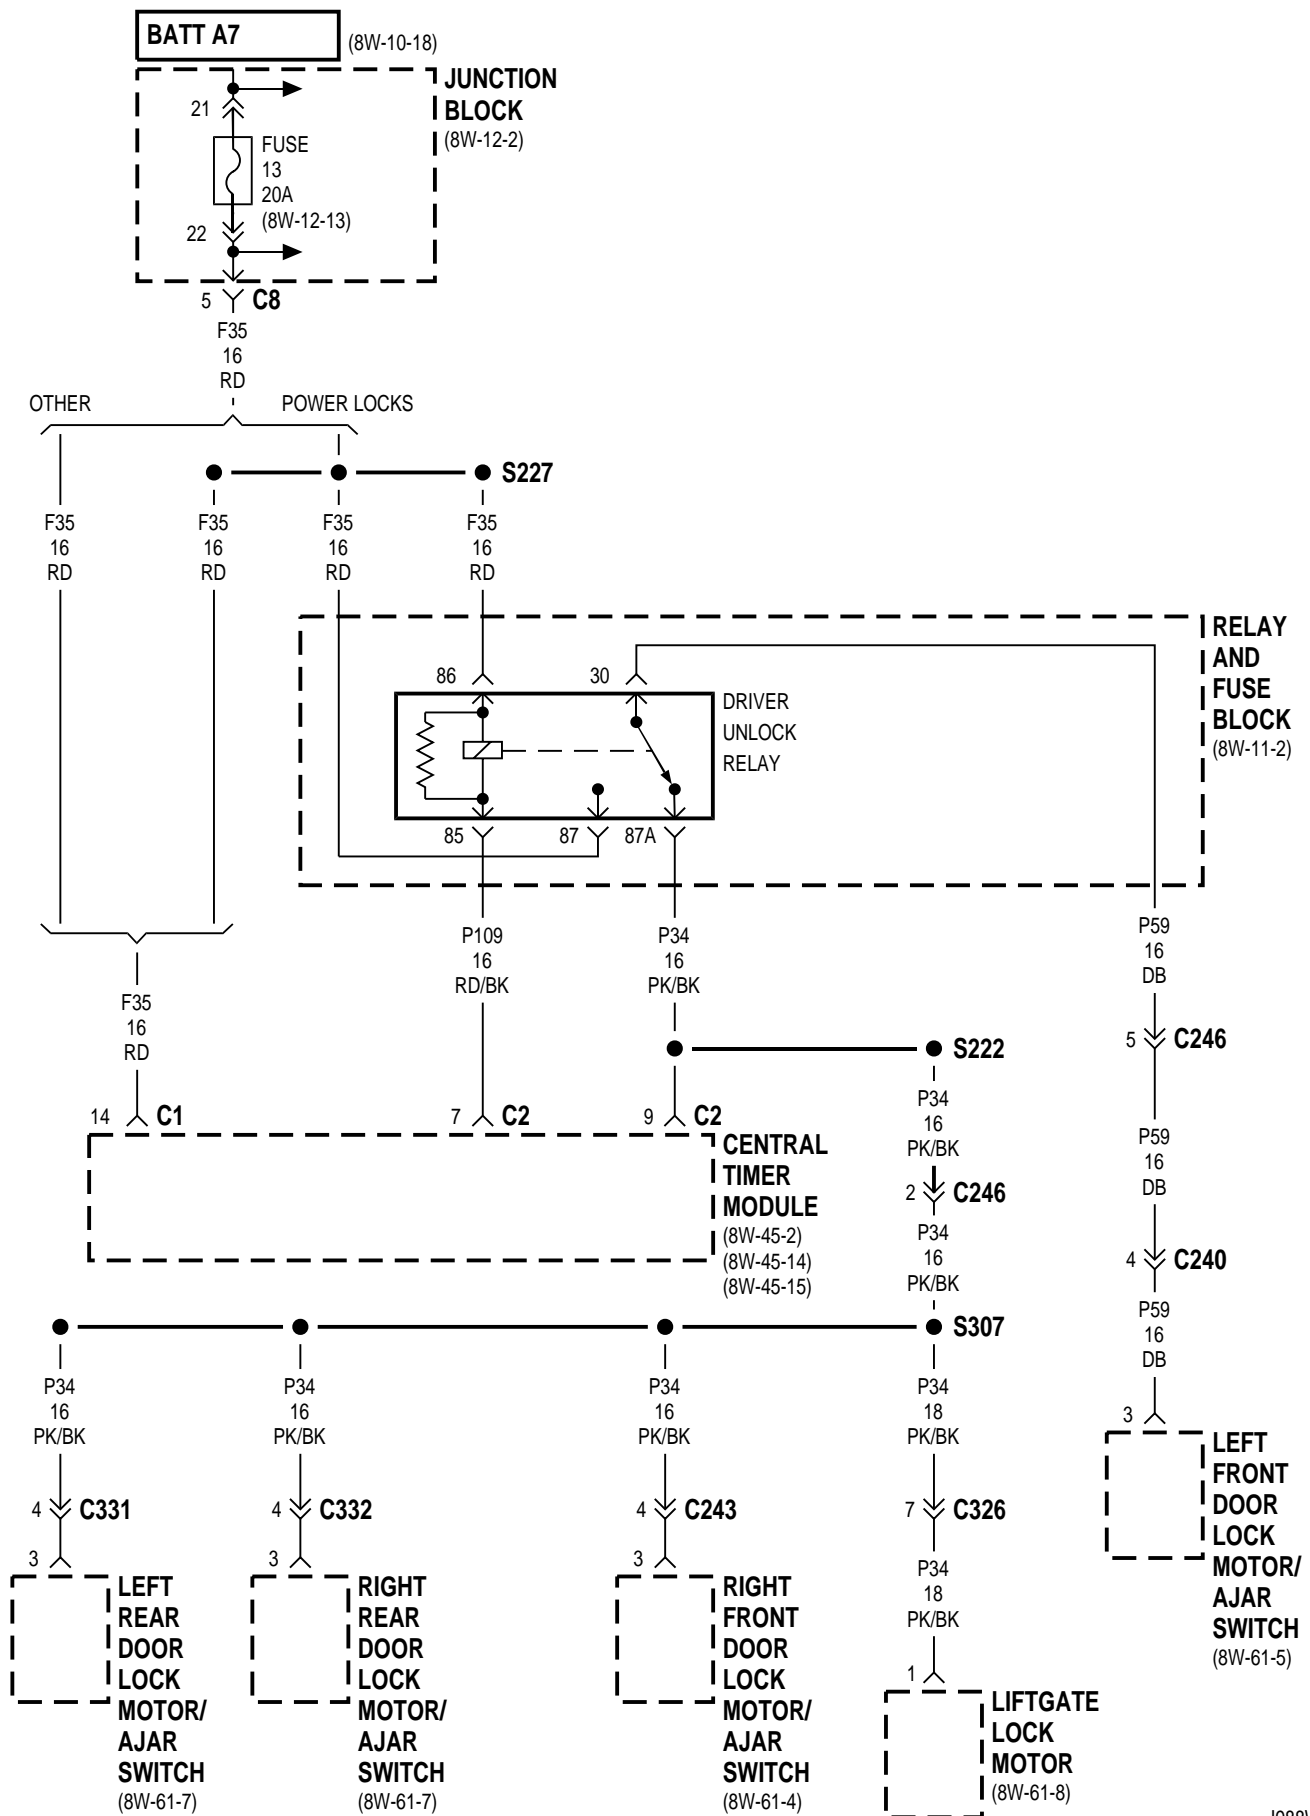 BATT A7
(8W-10-18)
JUNCTION
BLOCK
(8W-12-2)
21
FUSE
13
20A
(8W-12-13)
22
5
C8
F35
16
RD
OTHER
POWER LOCKS
S227
F35
16
RD
F35
16
RD
F35
16
RD
F35
16
RD
RELAY
AND
FUSE
BLOCK
(8W-11-2)
86
30
DRIVER
UNLOCK
RELAY
85
87
87A
P109
16
RD/BK
P34
16
PK/BK
P59
16
DB
F35
16
RD
5
C246
S222
P34
16
PK/BK
14
C1
7
C2
9
C2
CENTRAL
TIMER
MODULE
(8W-45-2)
(8W-45-14)
(8W-45-15)
P59
16
DB
2
C246
P34
16
PK/BK
4
C240
S307
P59
16
DB
P34
16
PK/BK
P34
16
PK/BK
P34
16
PK/BK
P34
18
PK/BK
3
LEFT
FRONT
DOOR
LOCK
MOTOR/
AJAR
SWITCH
(8W-61-5)
4
C331
4
C332
4
C243
7
C326
P34
18
PK/BK
3
LEFT
REAR
DOOR
LOCK
MOTOR/
AJAR
SWITCH
(8W-61-7)
3
RIGHT
REAR
DOOR
LOCK
MOTOR/
AJAR
SWITCH
(8W-61-7)
3
RIGHT
FRONT
DOOR
LOCK
MOTOR/
AJAR
SWITCH
(8W-61-4)
1
LIFTGATE
LOCK
MOTOR
(8W-61-8)